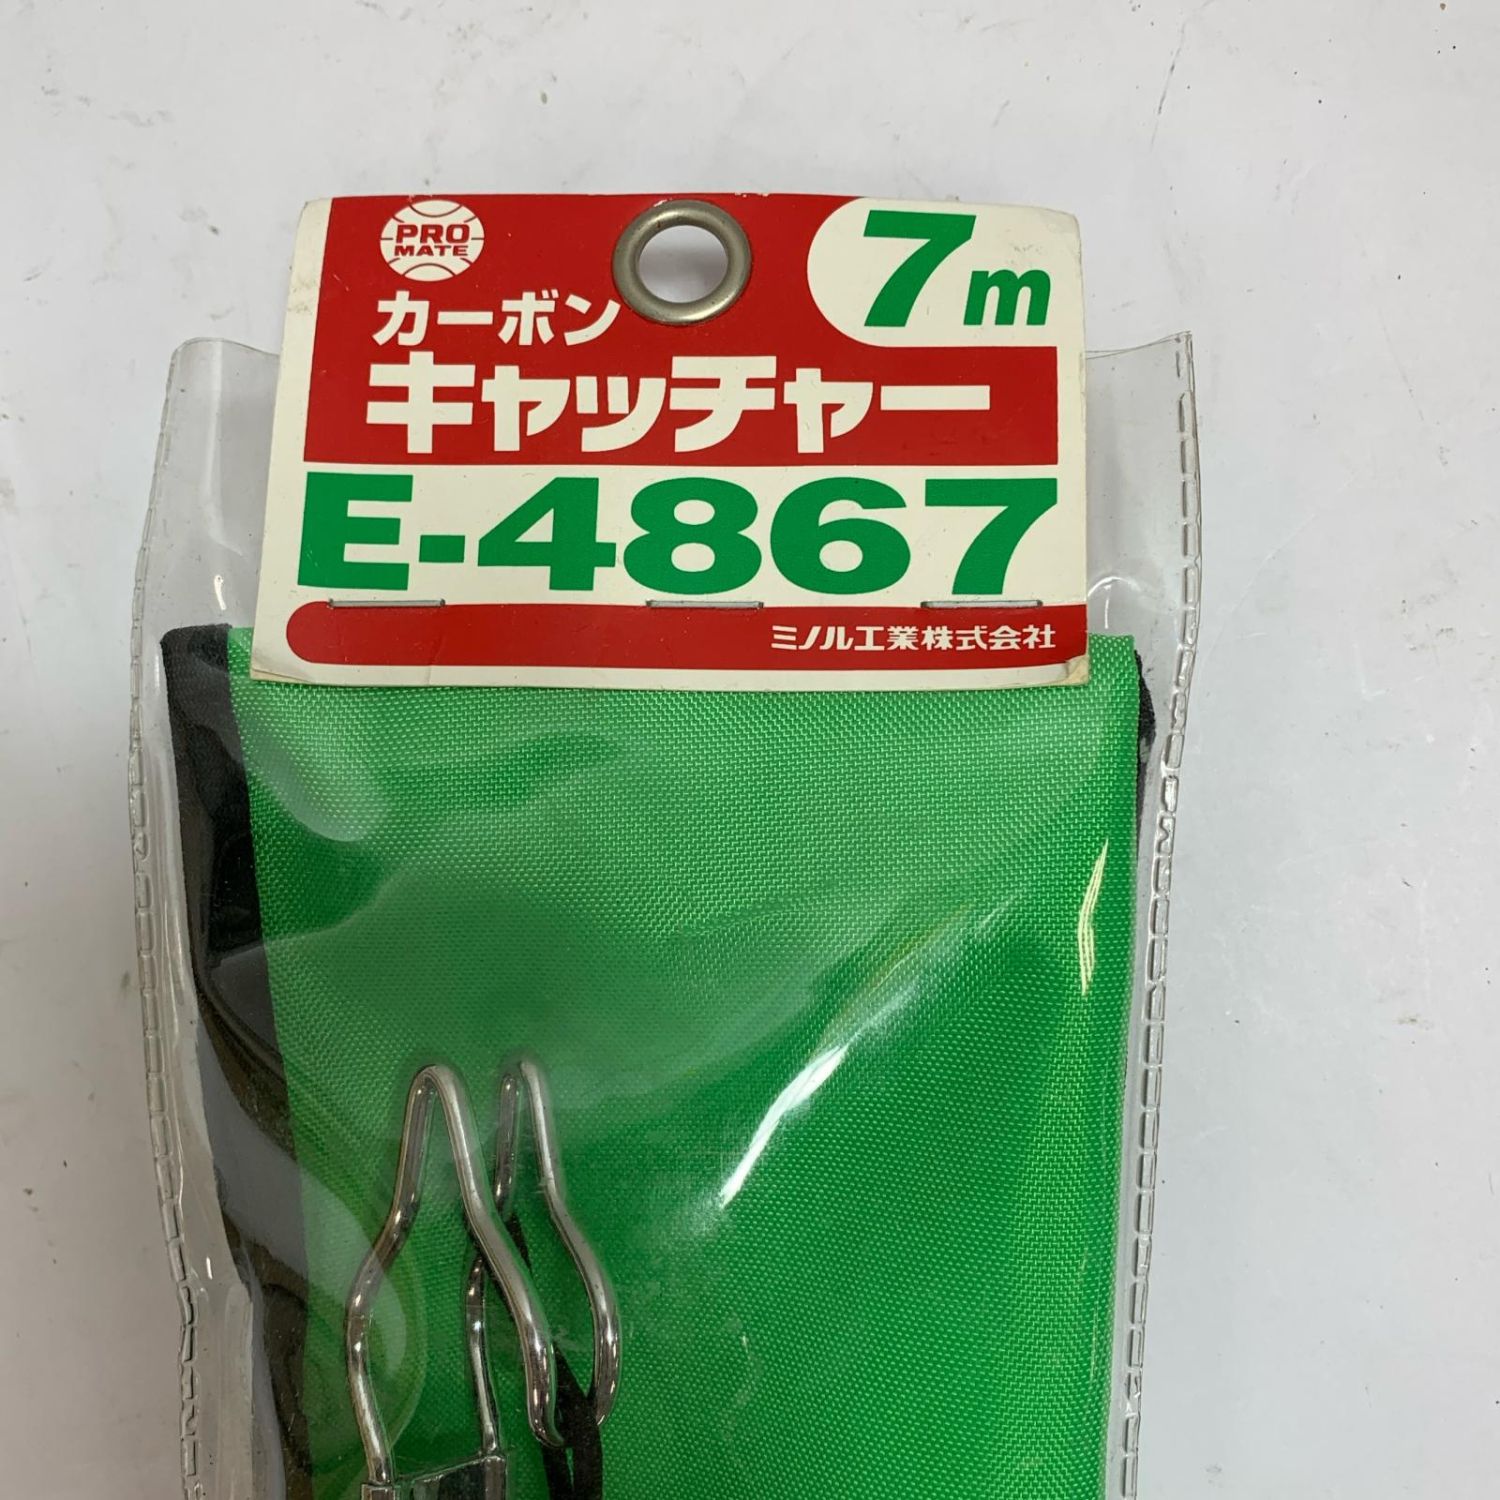 PRO
MATE
7m
カーボン
キャッチャー
E-4867
ミノル工業株式会社